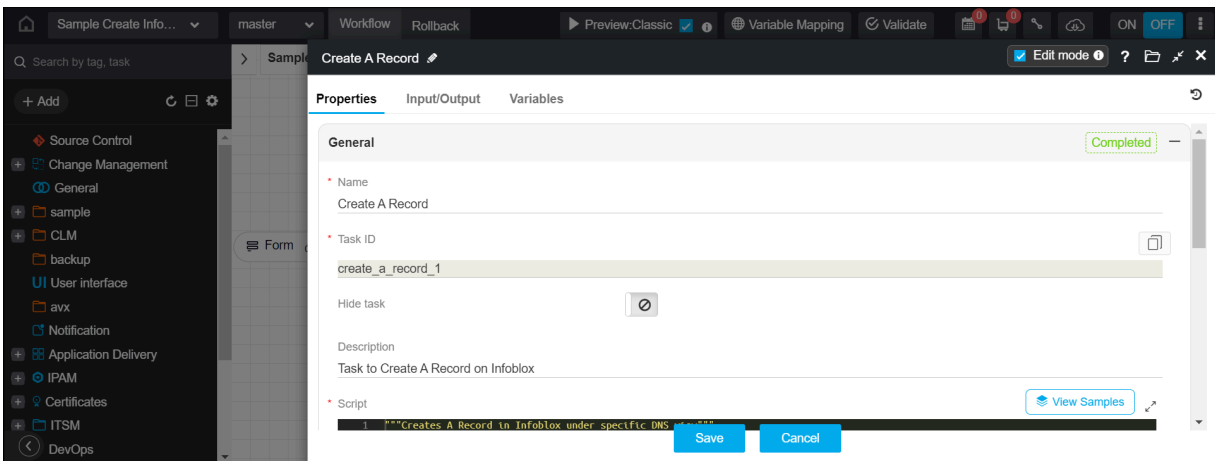 Sample Create Info...
master
Workflow
Rollback
Preview:Classic
Variable Mapping
Validate
0
0
ON
OFF
Search by tag, task
Sample
Create A Record
Edit mode
?
+ Add
Properties
Input/Output
Variables
Source Control
Change Management
General
sample
CLM
backup
UI User interface
avx
Notification
Application Delivery
IPAM
Certificates
ITSM
DevOps
Form
General
Completed
* Name
Create A Record
* Task ID
create_a_record_1
Hide task
Description
Task to Create A Record on Infoblox
* Script
View Samples
1 """Creates A Record in Infoblox under specific DNS
Save
Cancel